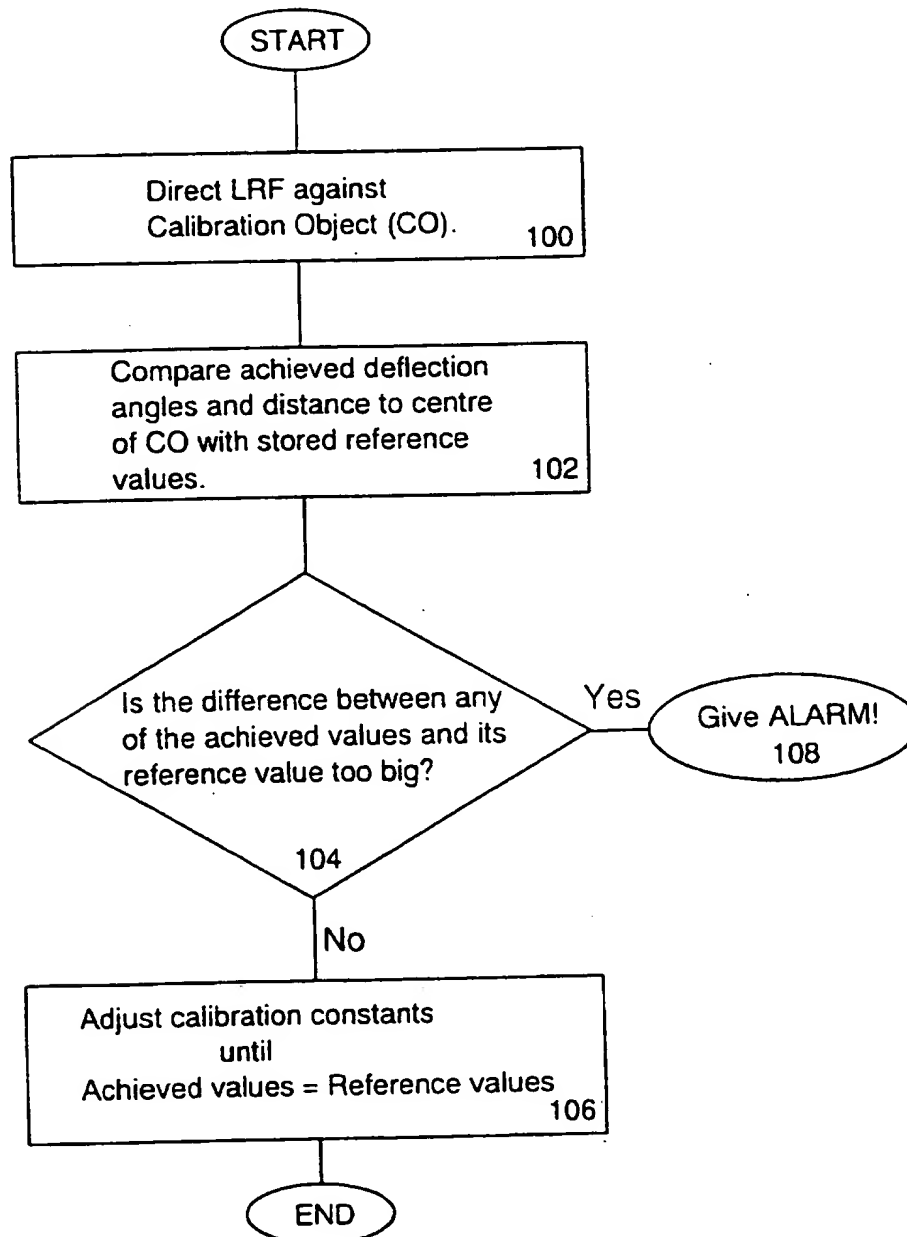 START
Direct LRF against
Calibration Object (CO).
100
Compare achieved deflection
angles and distance to centre
of CO with stored reference
values.
102
Is the difference between any
of the achieved values and its
reference value too big?
104
Yes
Give ALARM!
108
No
Adjust calibration constants
until
Achieved values = Reference values
106
END